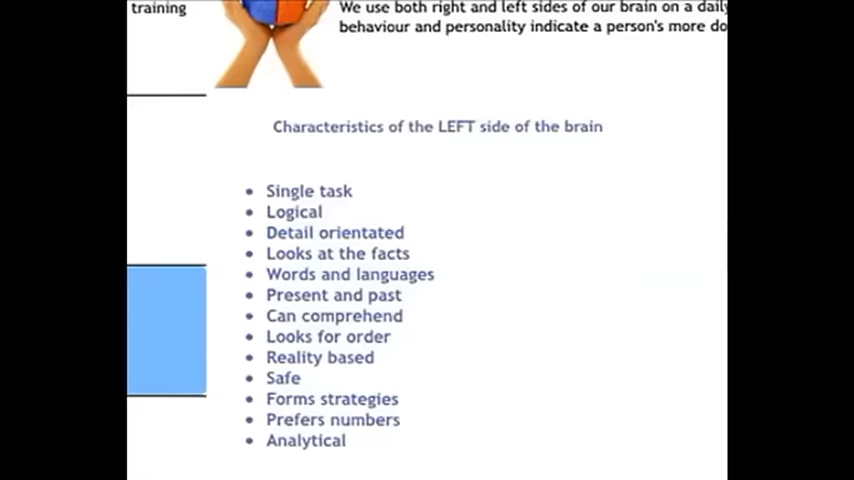 training
We use both right and left sides of our brain on a daily
behaviour and personality indicate a person's more do
Characteristics of the LEFT side of the brain
• Single task
• Logical
• Detail orientated
• Looks at the facts
• Words and languages
• Present and past
• Can comprehend
• Looks for order
• Reality based
• Safe
• Forms strategies
• Prefers numbers
• Analytical